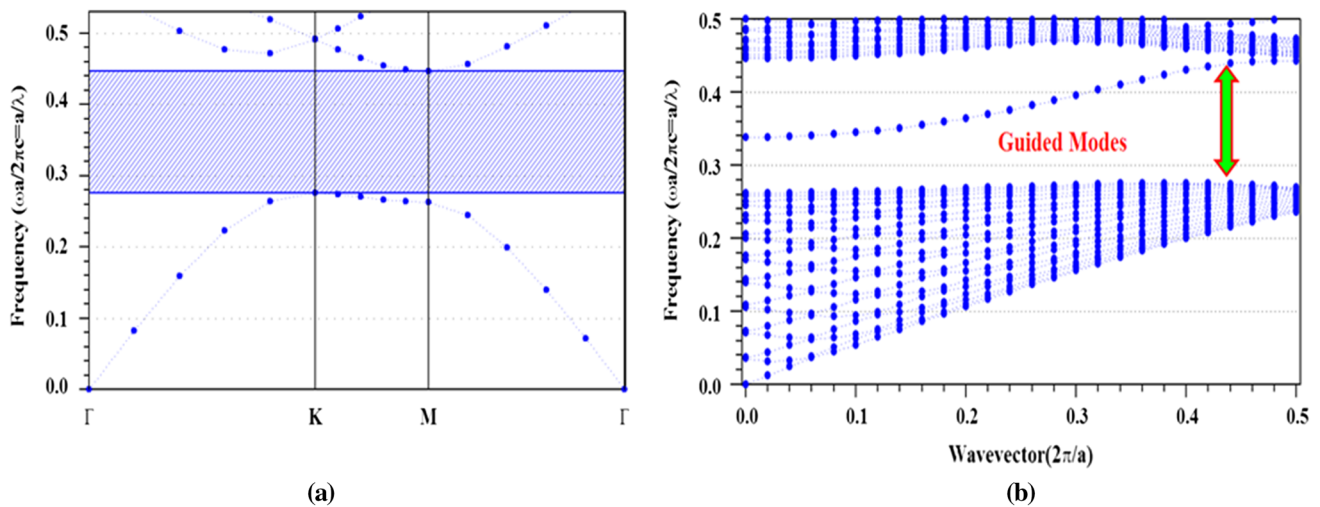 Frequency (ωa/2πc=a/λ)
0.5
0.4
0.3
0.2
0.1
0.0
Γ K M Γ
(a)
Frequency (ωa/2πc=a/λ)
0.5
0.4
0.3
0.2
0.1
0.0
Guided Modes
0.0 0.1 0.2 0.3 0.4 0.5
Wavevector(2π/a)
(b)